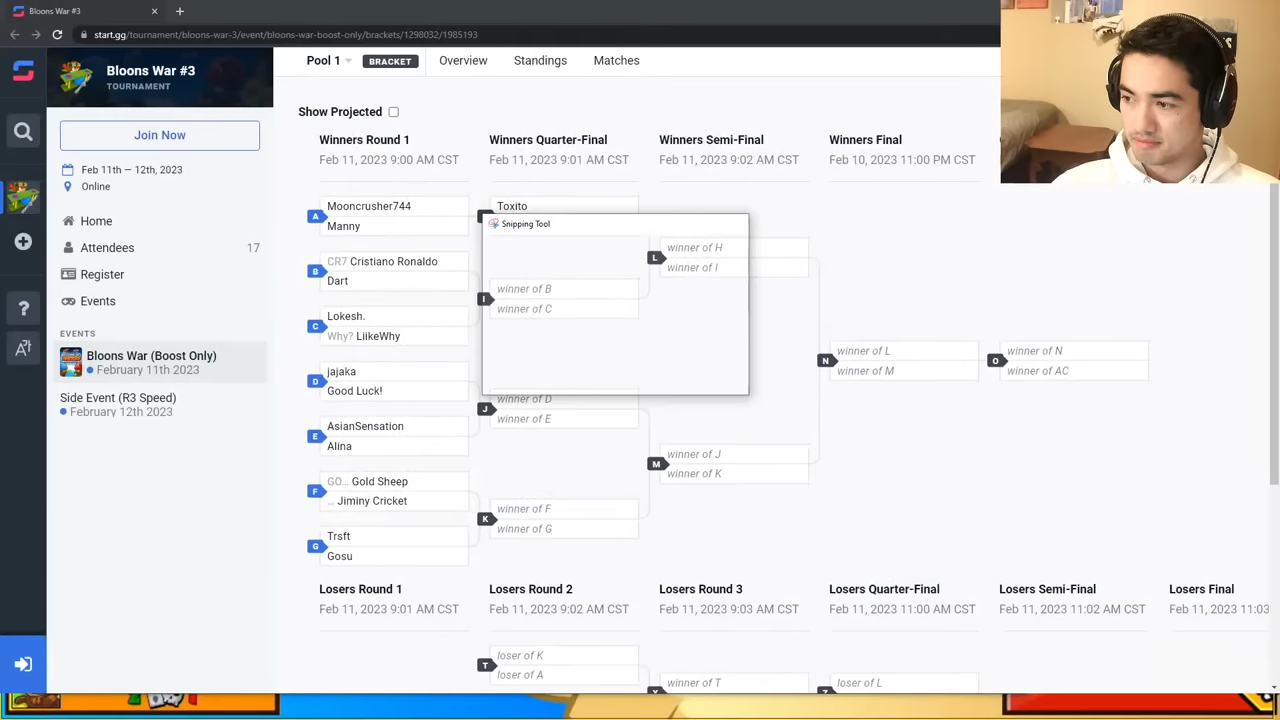 Bloons War #3
start.gg/tournament/bloons-war-3/event/bloons-war-boost-only/brackets/1298032/1985193
Bloons War #3
TOURNAMENT
Join Now
Feb 11th — 12th, 2023
Online
Home
Attendees 17
Register
Events
EVENTS
Bloons War (Boost Only)
February 11th 2023
Side Event (R3 Speed)
February 12th 2023
Pool 1 BRACKET Overview Standings Matches
Show Projected
Winners Round 1 Winners Quarter-Final Winners Semi-Final Winners Final
Feb 11, 2023 9:00 AM CST Feb 11, 2023 9:01 AM CST Feb 11, 2023 9:02 AM CST Feb 10, 2023 11:00 PM CST
A Mooncrusher744
Manny
B CR7 Cristiano Ronaldo
Dart
C Lokesh.
Why? LiikeWhy
D jajaka
Good Luck!
E AsianSensation
Alina
F GO... Gold Sheep
... Jiminy Cricket
G Trsft
Gosu
Toxito
Snipping Tool
I winner of B
winner of C
J winner of D
winner of E
K winner of F
winner of G
L winner of H
winner of I
M winner of J
winner of K
N winner of L
winner of M
O winner of N
winner of AC
Losers Round 1 Losers Round 2 Losers Round 3 Losers Quarter-Final Losers Semi-Final Losers Final
Feb 11, 2023 9:01 AM CST Feb 11, 2023 9:02 AM CST Feb 11, 2023 9:03 AM CST Feb 11, 2023 11:00 AM CST Feb 11, 2023 11:02 AM CST Feb 11, 2023 11:03
T loser of K
loser of A
X winner of T
Z loser of L